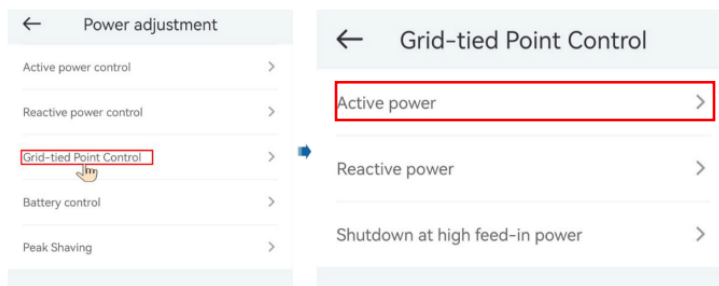 Power adjustment
Active power control
Reactive power control
Grid-tied Point Control
Battery control
Peak Shaving
Grid-tied Point Control
Active power
Reactive power
Shutdown at high feed-in power